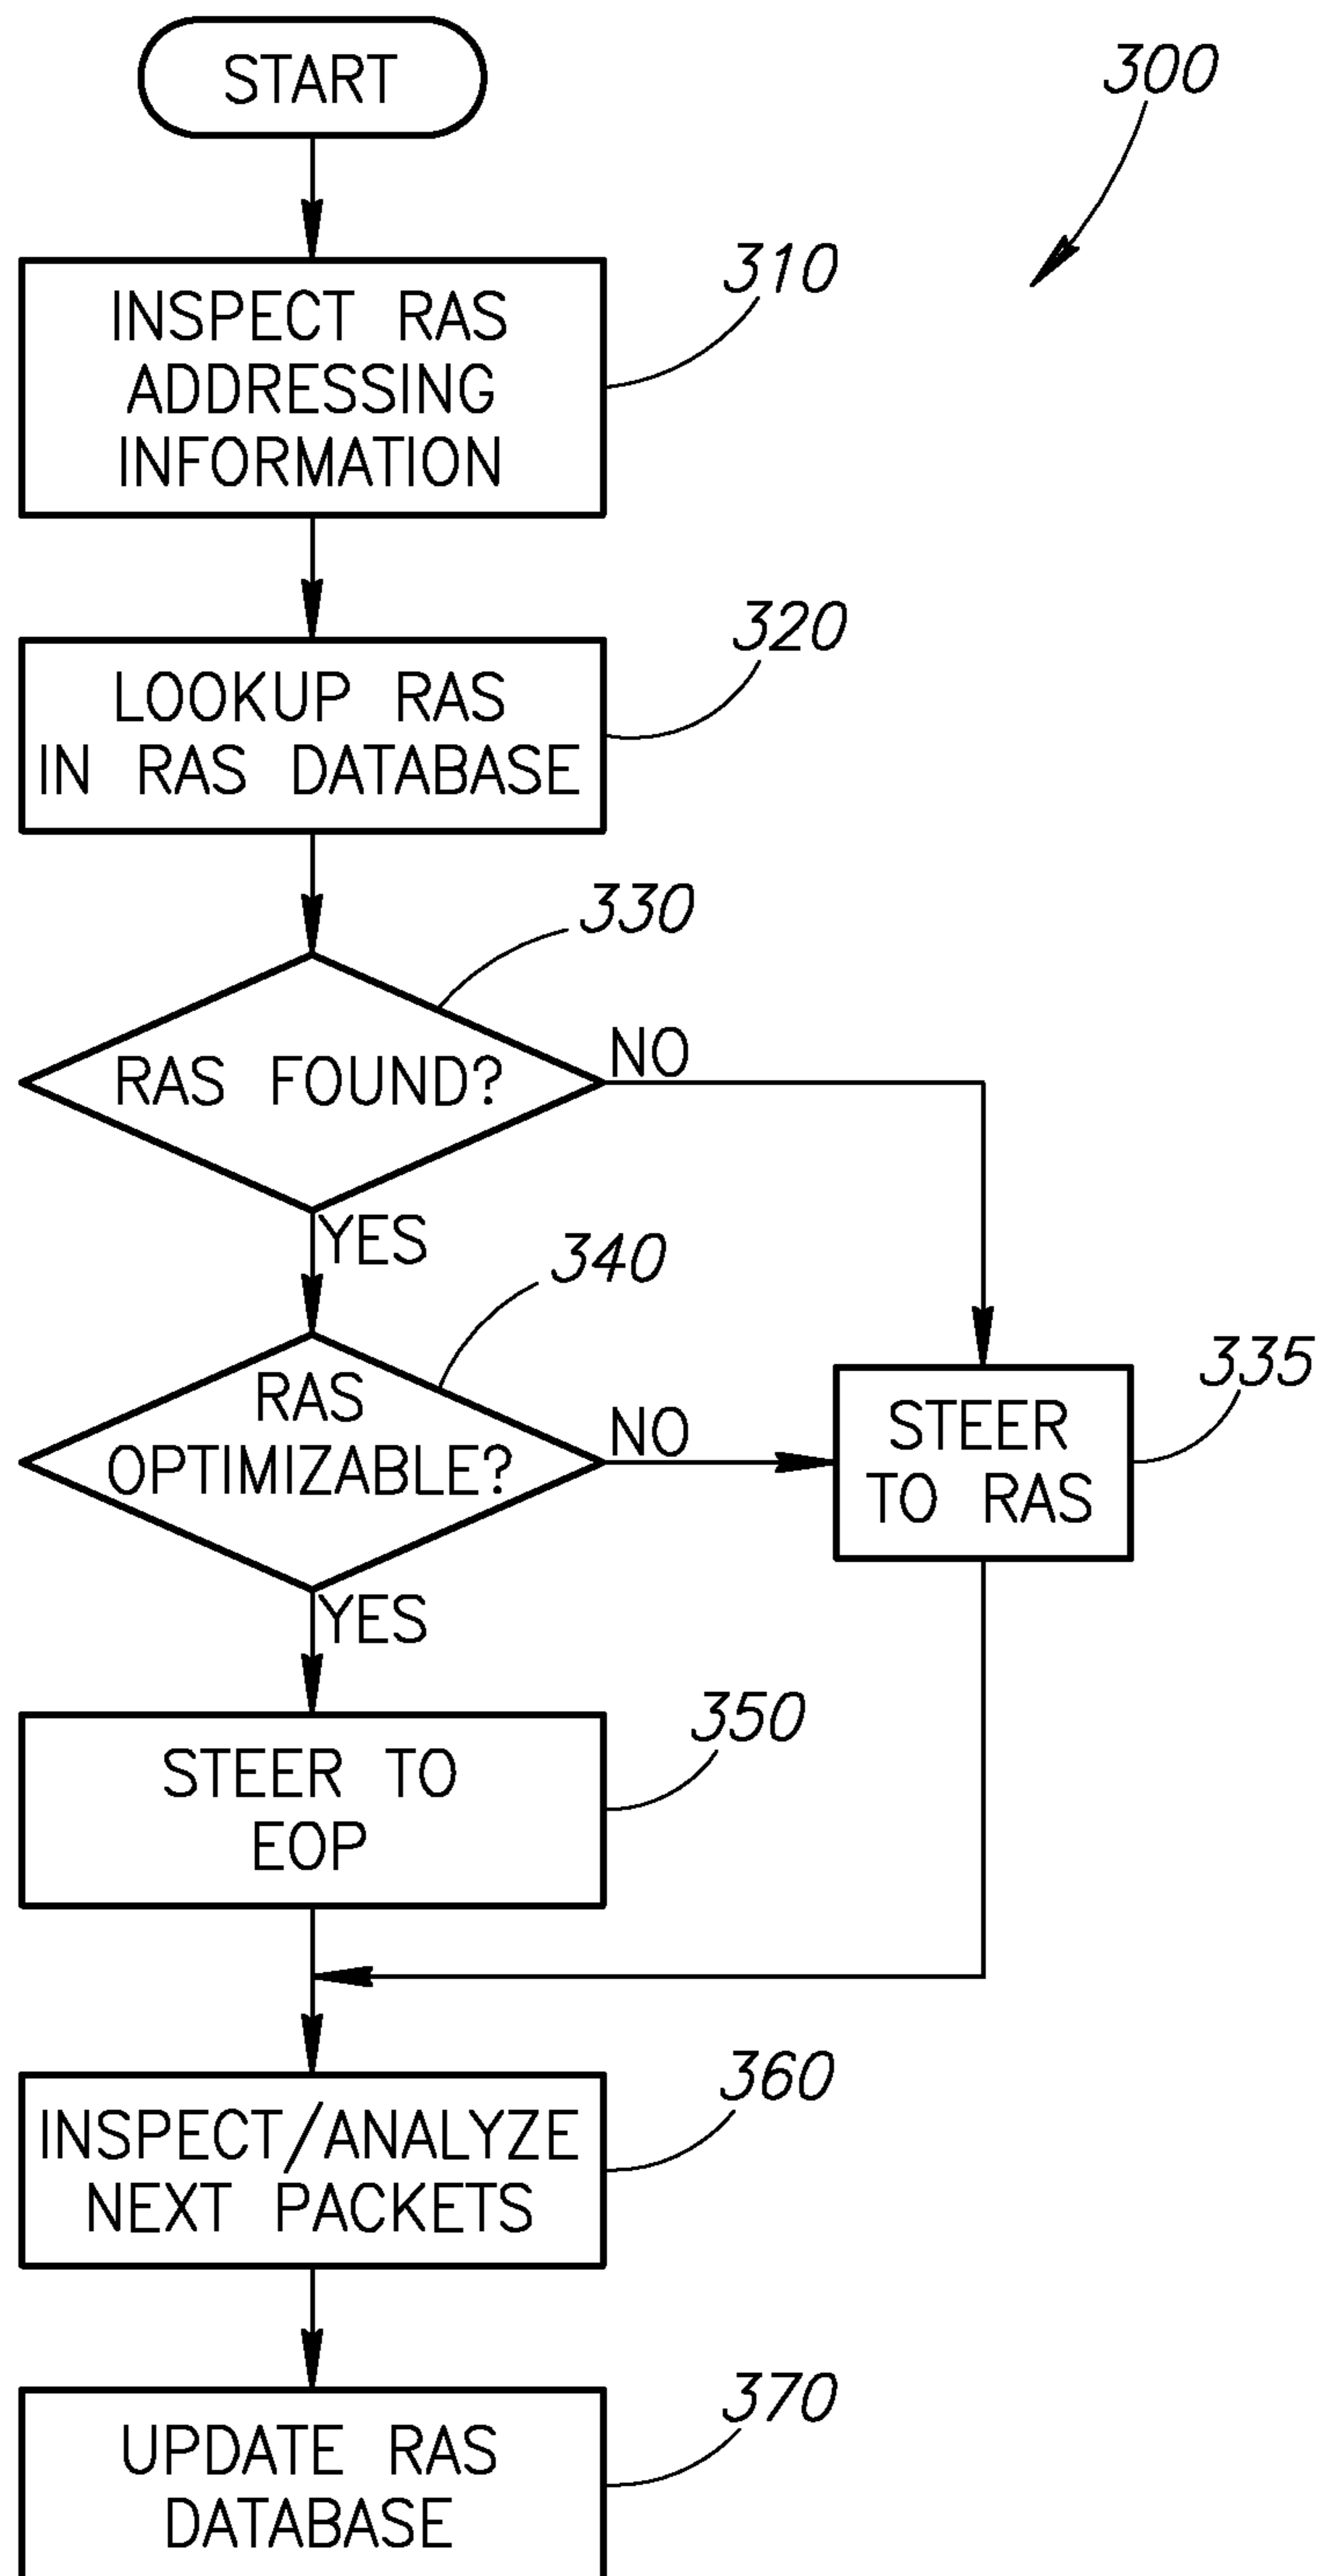 START
300
310
INSPECT RAS
ADDRESSING
INFORMATION
320
LOOKUP RAS
IN RAS DATABASE
330
RAS FOUND?
NO
YES
340
RAS
OPTIMIZABLE?
NO
335
STEER
TO RAS
YES
350
STEER TO
EOP
360
INSPECT/ANALYZE
NEXT PACKETS
370
UPDATE RAS
DATABASE